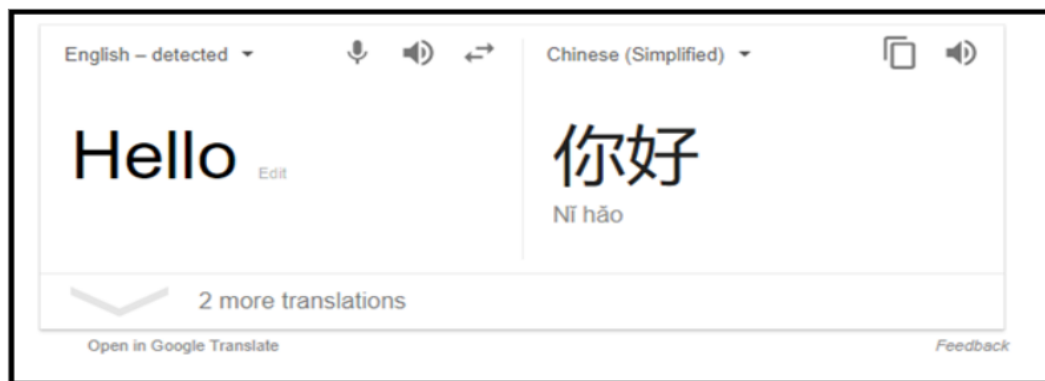 English – detected
Chinese (Simplified)
Hello Edit
你好
Nǐ hǎo
2 more translations
Open in Google Translate
Feedback